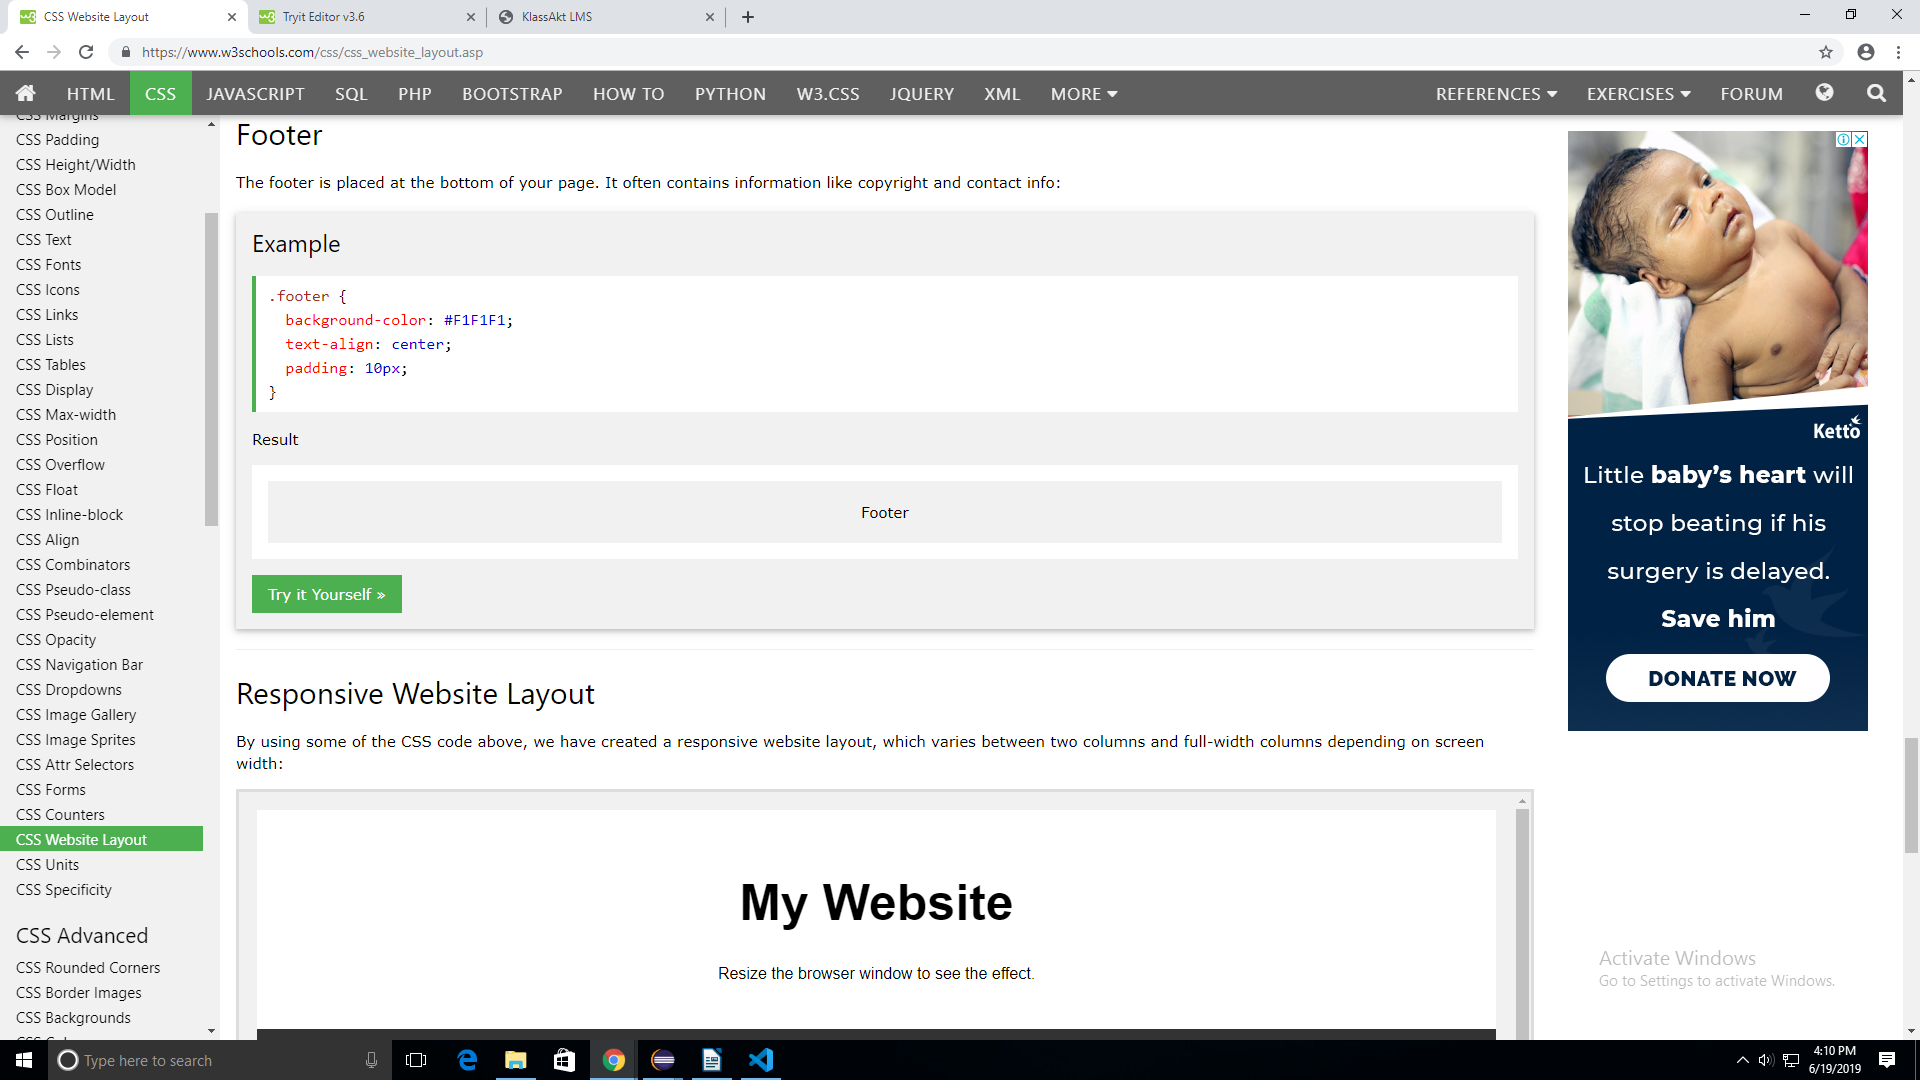 CSS Website Layout
Tryit Editor v3.6
KlassAkt LMS
https://www.w3schools.com/css/css_website_layout.asp
HTML
CSS
JAVASCRIPT
SQL
PHP
BOOTSTRAP
HOW TO
PYTHON
W3.CSS
JQUERY
XML
MORE
REFERENCES
EXERCISES
FORUM
CSS Margins
CSS Padding
CSS Height/Width
CSS Box Model
CSS Outline
CSS Text
CSS Fonts
CSS Icons
CSS Links
CSS Lists
CSS Tables
CSS Display
CSS Max-width
CSS Position
CSS Overflow
CSS Float
CSS Inline-block
CSS Align
CSS Combinators
CSS Pseudo-class
CSS Pseudo-element
CSS Opacity
CSS Navigation Bar
CSS Dropdowns
CSS Image Gallery
CSS Image Sprites
CSS Attr Selectors
CSS Forms
CSS Counters
CSS Website Layout
CSS Units
CSS Specificity
CSS Advanced
CSS Rounded Corners
CSS Border Images
CSS Backgrounds
Footer
The footer is placed at the bottom of your page. It often contains information like copyright and contact info:
Example
.footer {
background-color: #F1F1F1;
text-align: center;
padding: 10px;
}
Result
Footer
Try it Yourself »
Responsive Website Layout
By using some of the CSS code above, we have created a responsive website layout, which varies between two columns and full-width columns depending on screen
width:
My Website
Resize the browser window to see the effect.
Ketto
Little baby's heart will
stop beating if his
surgery is delayed.
Save him
DONATE NOW
Activate Windows
Go to Settings to activate Windows.
Type here to search
4:10 PM
6/19/2019